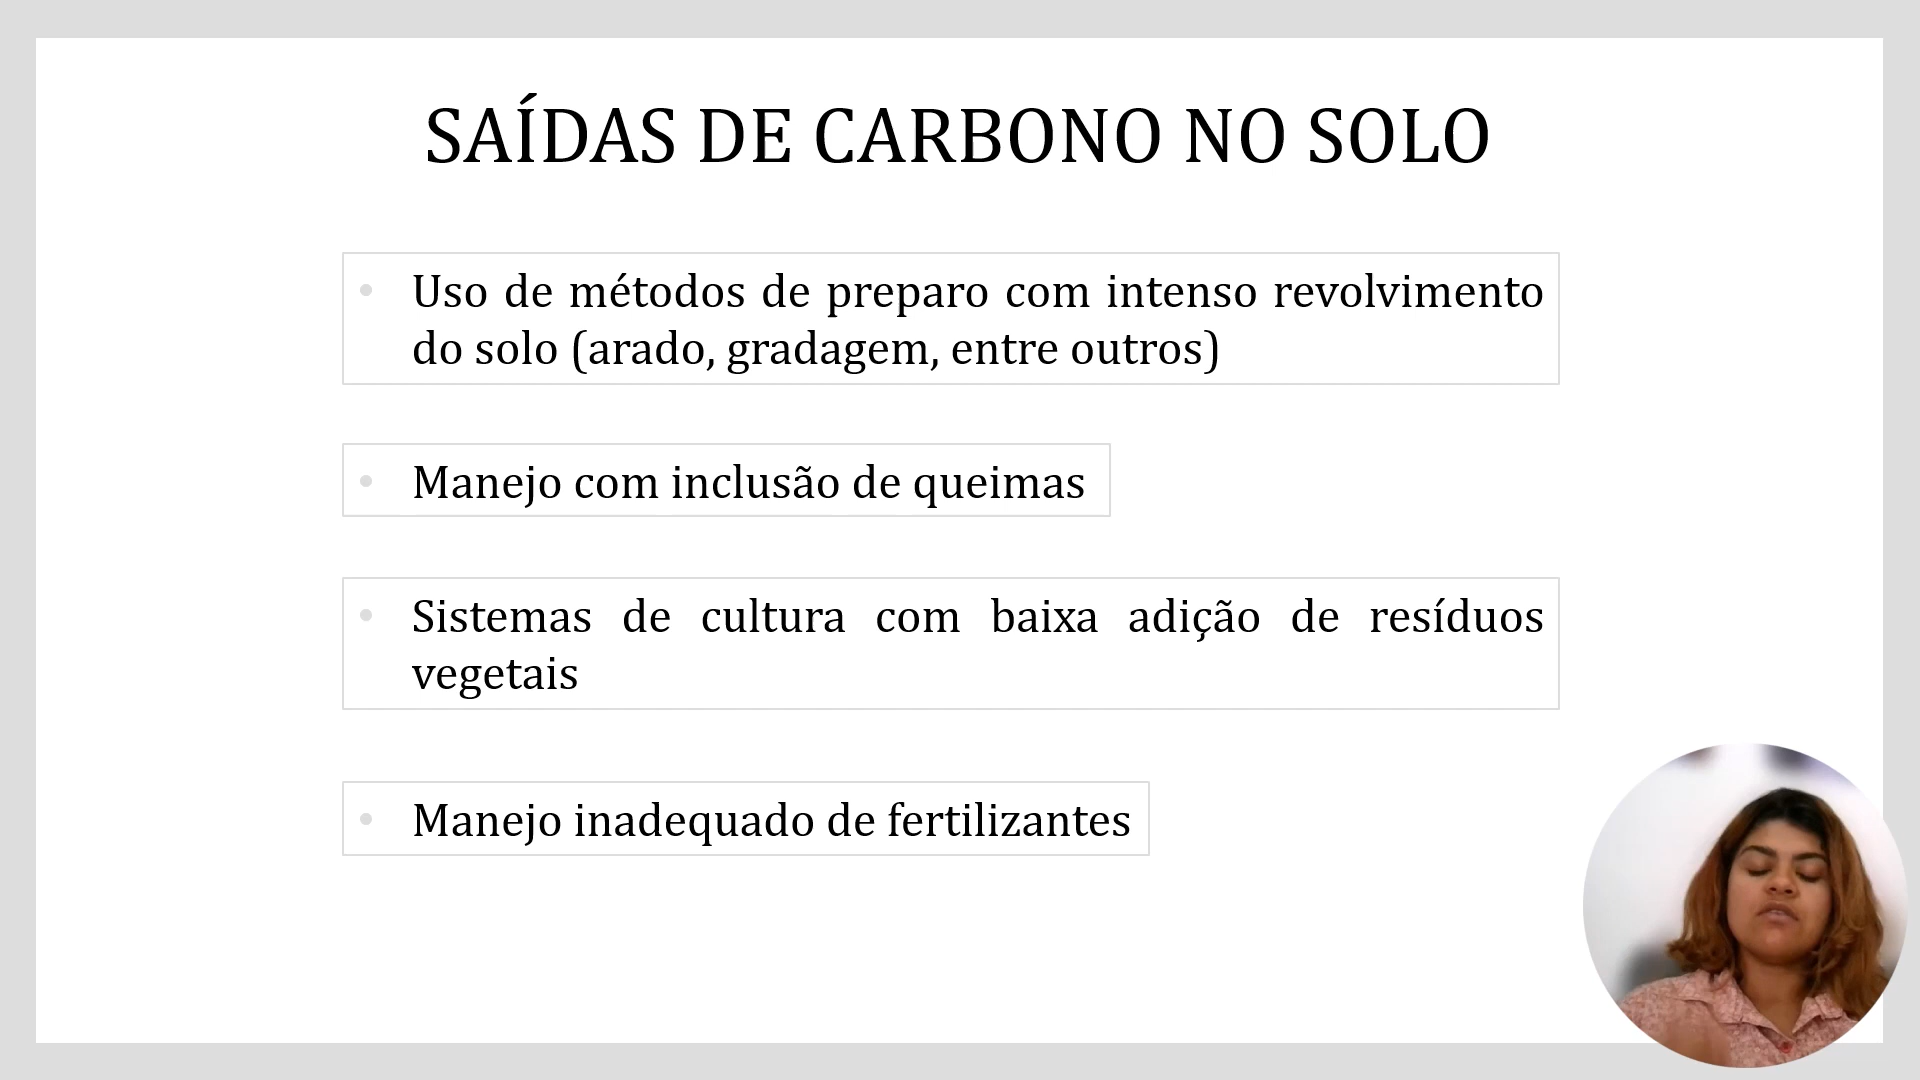 SAÍDAS DE CARBONO NO SOLO
• Uso de métodos de preparo com intenso revolvimento
do solo (arado, gradagem, entre outros)
• Manejo com inclusão de queimas
• Sistemas de cultura com baixa adição de resíduos
vegetais
• Manejo inadequado de fertilizantes